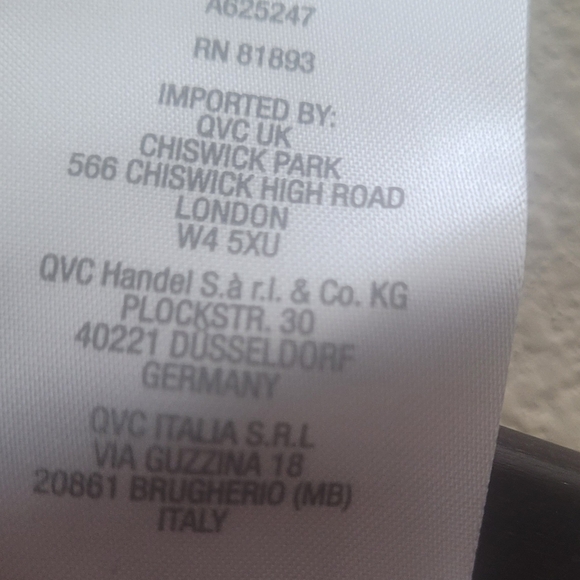 A625247
RN 81893
IMPORTED BY:
QVC UK
CHISWICK PARK
566 CHISWICK HIGH ROAD
LONDON
W4 5XU
QVC Handel S.à r.l. & Co. KG
PLOCKSTR. 30
40221 DÜSSELDORF
GERMANY
QVC ITALIA S.R.L
VIA GUZZINA 18
20861 BRUGHERIO (MB)
ITALY